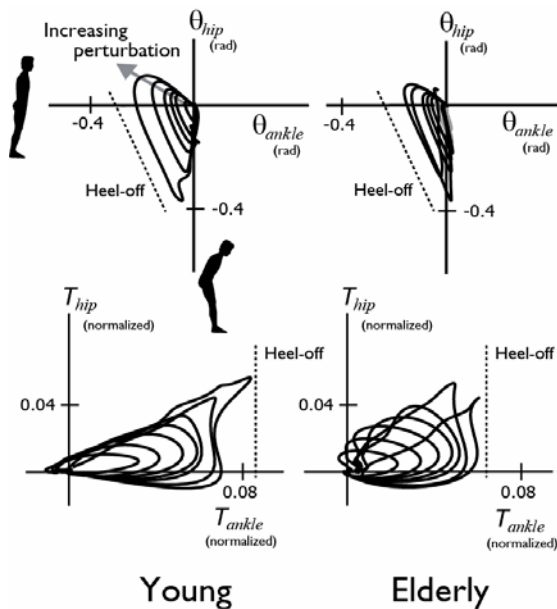 Increasing
perturbation
θhip
(rad)
-0.4
θankle
(rad)
Heel-off
-0.4
θhip
(rad)
-0.4
θankle
(rad)
Heel-off
-0.4
Thip
(normalized)
Heel-off
0.04
0.08
Tankle
(normalized)
Thip
(normalized)
Heel-off
0.04
0.08
Tankle
(normalized)
Young
Elderly